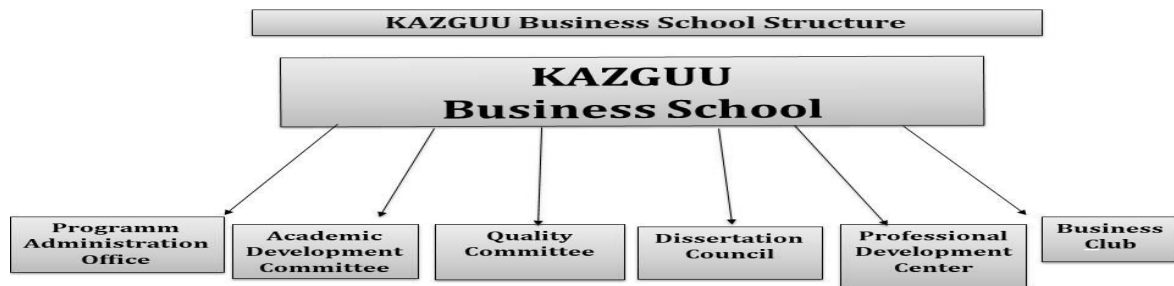 KAZGUU Business School Structure
KAZGUU
Business School
Programm
Administration
Office
Academic
Development
Committee
Quality
Committee
Dissertation
Council
Professional
Development
Center
Business
Club